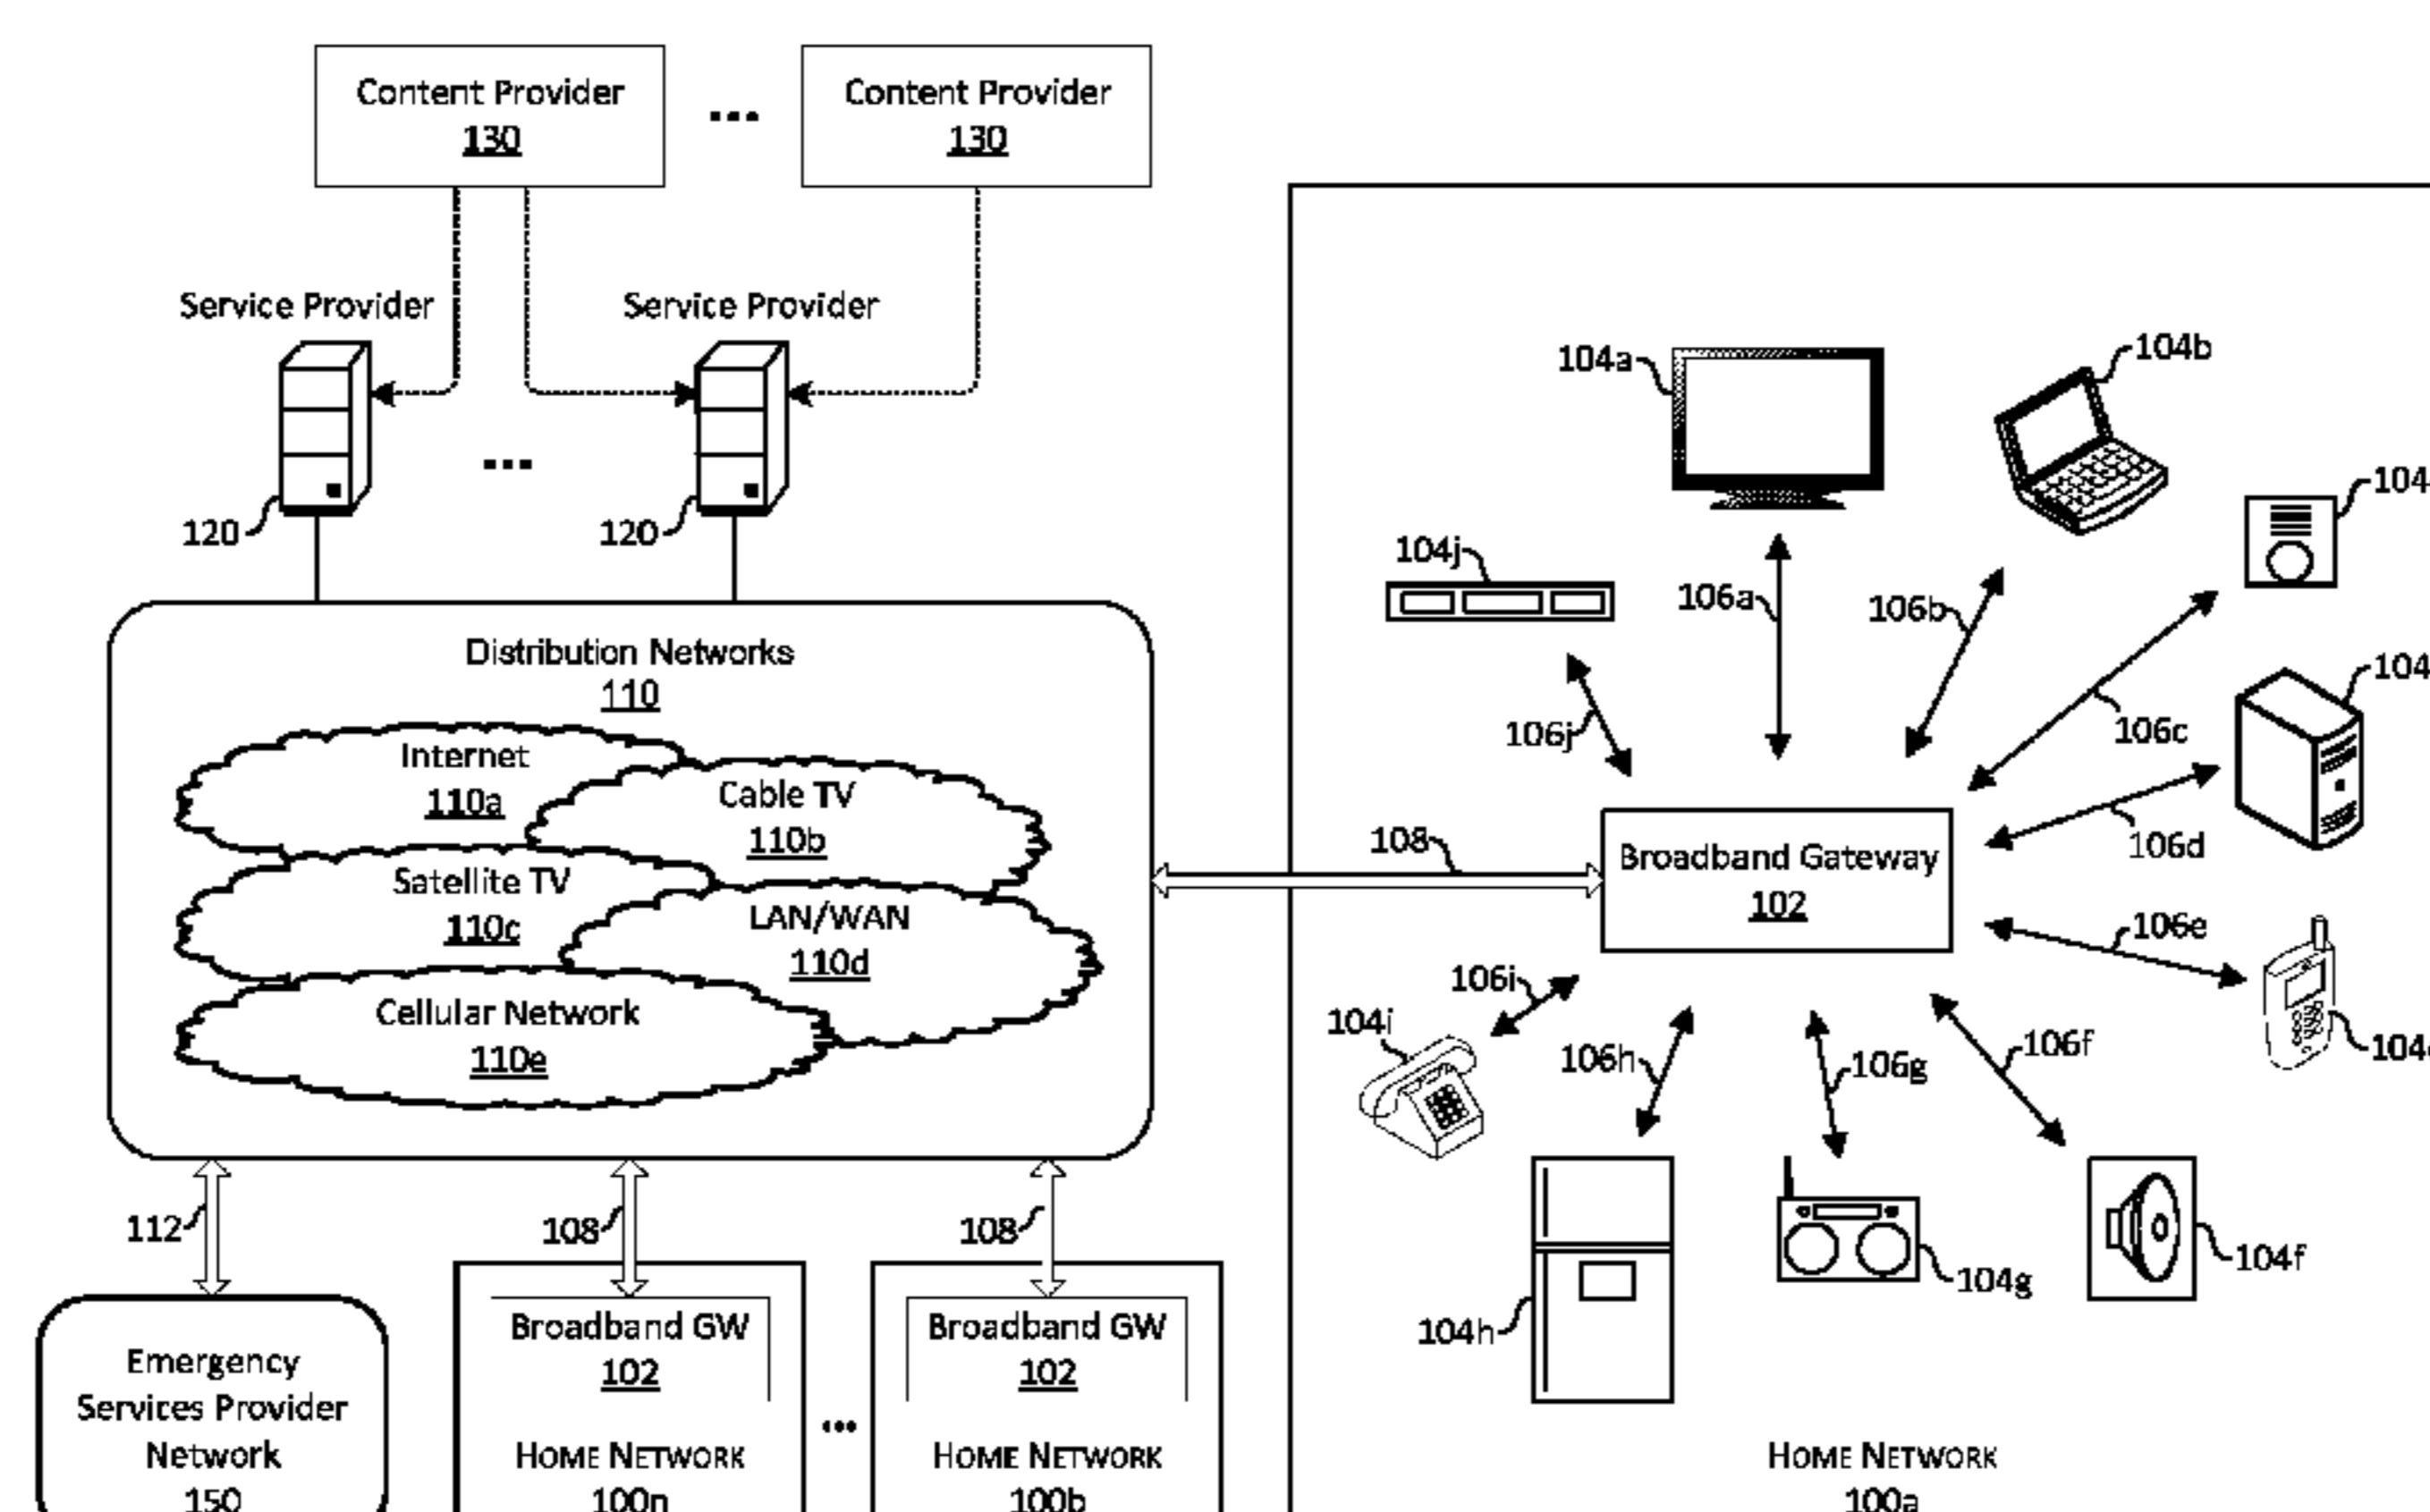 Content Provider
130
...
Content Provider
130
Service Provider
Service Provider
120
...
120
Distribution Networks
110
Internet
110a
Cable TV
110b
Satellite TV
110c
LAN/WAN
110d
Cellular Network
110e
108
112
108
108
Emergency
Services Provider
Network
150
Broadband GW
102
HOME NETWORK
100n
...
Broadband GW
102
HOME NETWORK
100b
104a
104b
104
104j
106a
106b
104
106j
106c
106d
Broadband Gateway
102
106e
106i
104i
106h
106g
106f
104
104h
104g
104f
HOME NETWORK
100a